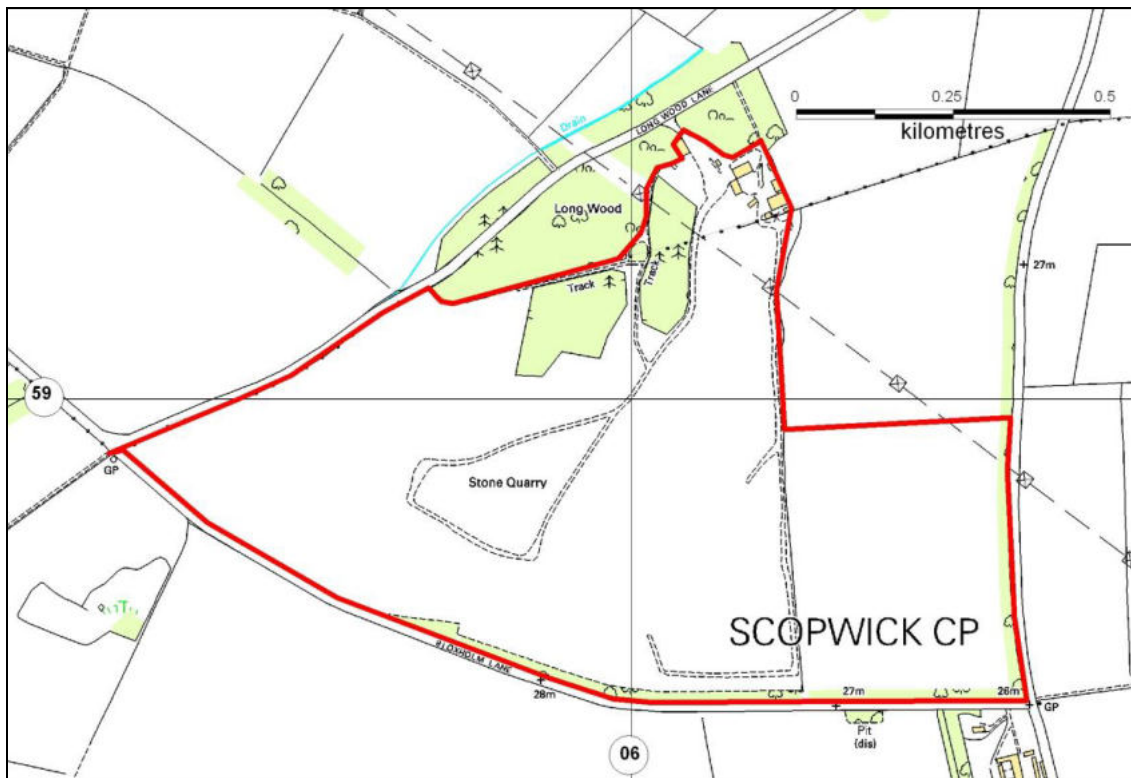 0
0.25
0.5
kilometres
LONG WOOD LANE
Drain
Long Wood
Track
Track
27m
59
GP
Stone Quarry
SCOPWICK CP
BLOXHOLM LANE
28m
27m
26m
GP
Pit
(dis)
06